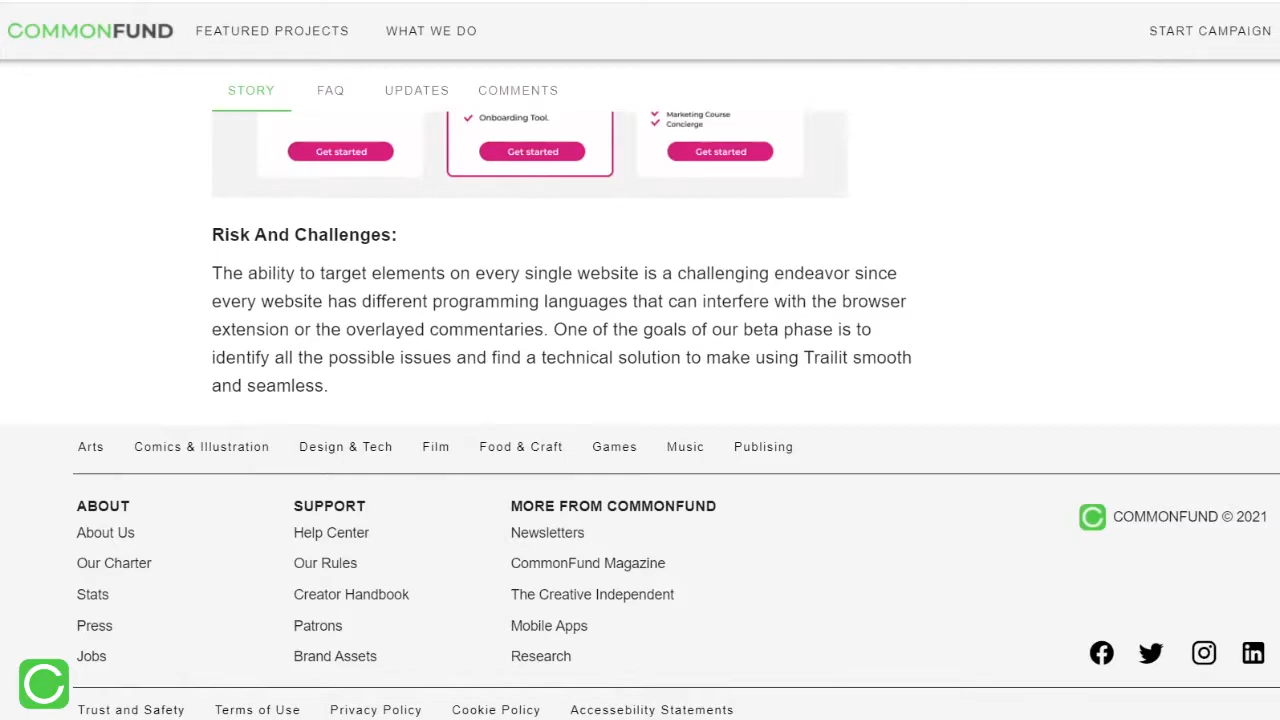 COMMONFUND FEATURED PROJECTS WHAT WE DO START CAMPAIGN
STORY FAQ UPDATES COMMENTS
Onboarding Tool.
Marketing Course
Concierge
Get started Get started Get started
Risk And Challenges:
The ability to target elements on every single website is a challenging endeavor since
every website has different programming languages that can interfere with the browser
extension or the overlayed commentaries. One of the goals of our beta phase is to
identify all the possible issues and find a technical solution to make using Trailit smooth
and seamless.
Arts Comics & Illustration Design & Tech Film Food & Craft Games Music Publising
ABOUT SUPPORT MORE FROM COMMONFUND
COMMONFUND © 2021
About Us Help Center Newsletters
Our Charter Our Rules CommonFund Magazine
Stats Creator Handbook The Creative Independent
Press Patrons Mobile Apps
Jobs Brand Assets Research
Trust and Safety Terms of Use Privacy Policy Cookie Policy Accessebility Statements